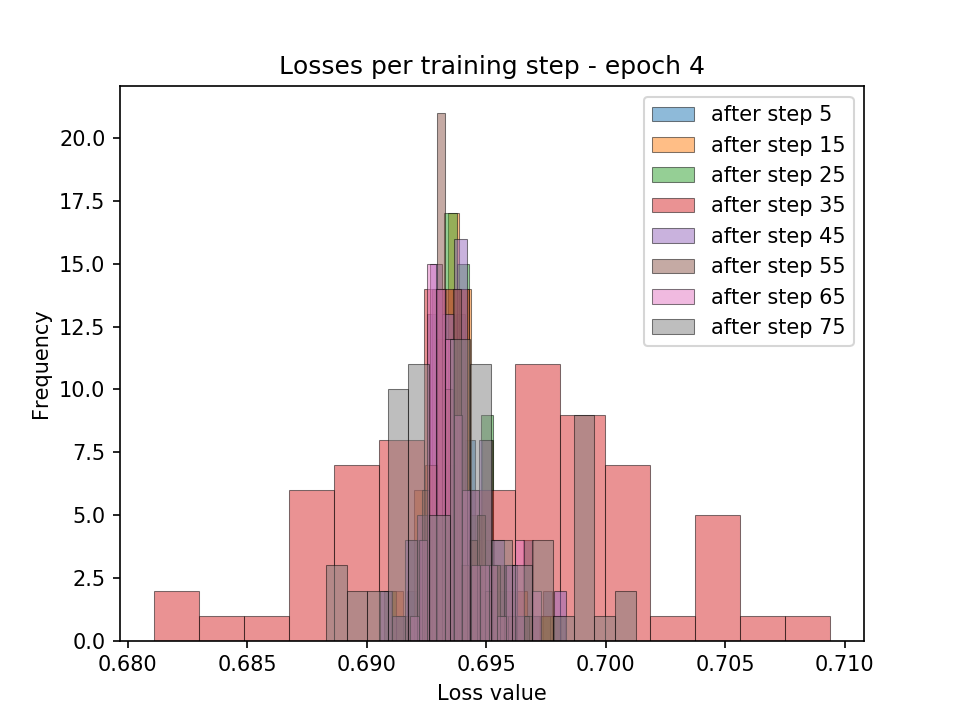 Losses per training step - epoch 4
after step 5
after step 15
after step 25
after step 35
after step 45
after step 55
after step 65
after step 75
Frequency
20.0
17.5
15.0
12.5
10.0
7.5
5.0
2.5
0.0
0.680 0.685 0.690 0.695 0.700 0.705 0.710
Loss value